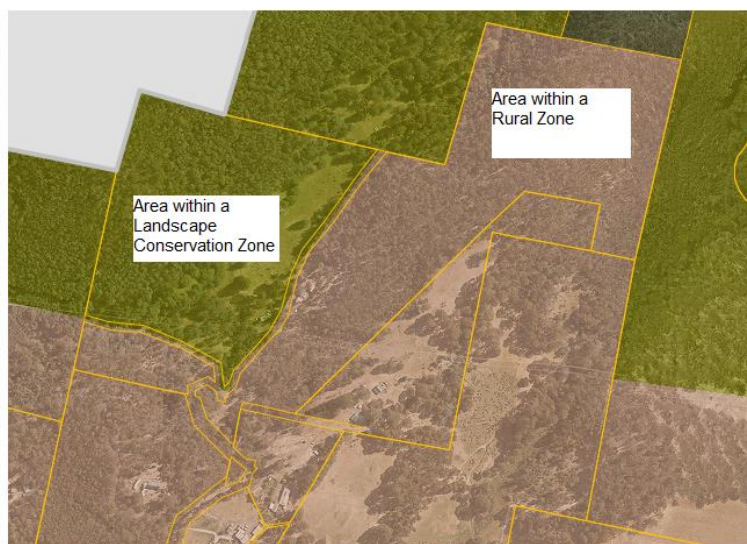 Area within a
Rural Zone
Area within a
Landscape
Conservation Zone